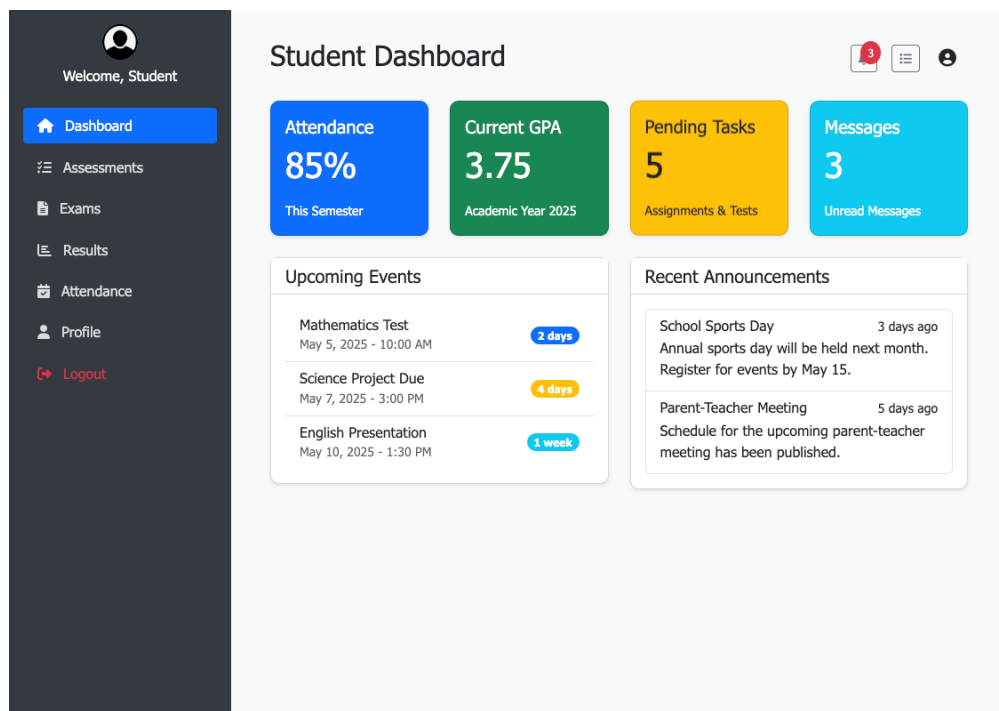 Welcome, Student
Dashboard
Assessments
Exams
Results
Attendance
Profile
Logout
Student Dashboard
3
Attendance
85%
This Semester
Current GPA
3.75
Academic Year 2025
Pending Tasks
5
Assignments & Tests
Messages
3
Unread Messages
Upcoming Events
Mathematics Test
May 5, 2025 - 10:00 AM
2 days
Science Project Due
May 7, 2025 - 3:00 PM
4 days
English Presentation
May 10, 2025 - 1:30 PM
1 week
Recent Announcements
School Sports Day 3 days ago
Annual sports day will be held next month.
Register for events by May 15.
Parent-Teacher Meeting 5 days ago
Schedule for the upcoming parent-teacher
meeting has been published.